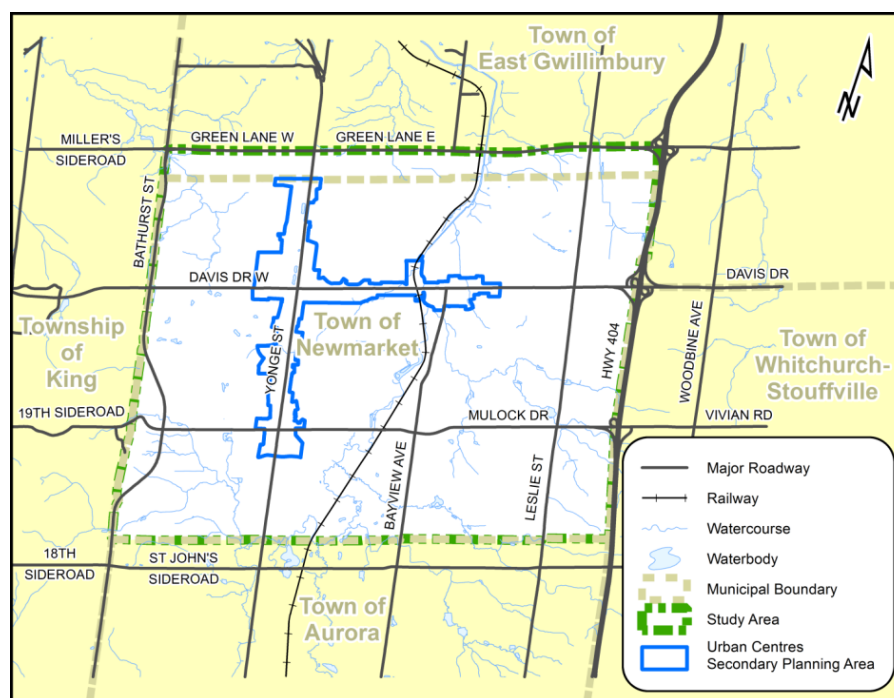 Town of
East Gwillimbury
N
MILLER'S
SIDEROAD
GREEN LANE W
GREEN LANE E
BATHURST ST
DAVIS DR W
DAVIS DR
Township
of
King
YONGE ST
Town of
Newmarket
HWY 404
WOODBINE AVE
Town of
Whitchurch-
Stouffville
19TH SIDEROAD
MULOCK DR
VIVIAN RD
BAYVIEW AVE
LESLIE ST
18TH
SIDEROAD
ST JOHN'S
SIDEROAD
Town of
Aurora
Major Roadway
Railway
Watercourse
Waterbody
Municipal Boundary
Study Area
Urban Centres
Secondary Planning Area